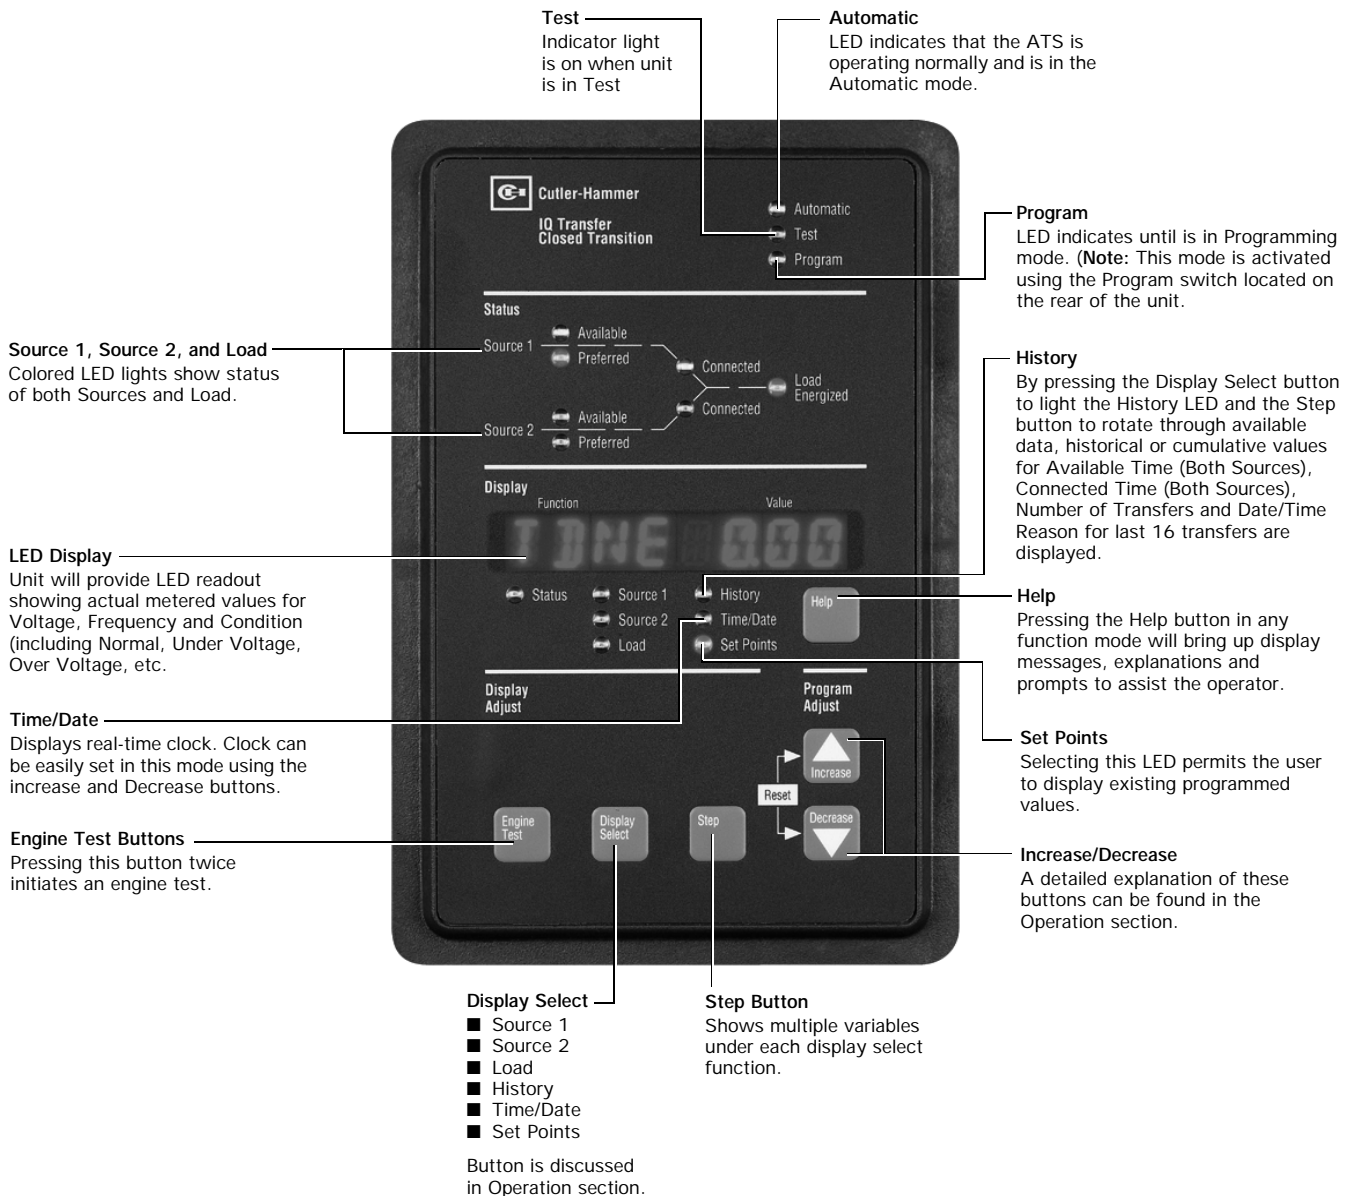 Test
Indicator light
is on when unit
is in Test
Automatic
LED indicates that the ATS is
operating normally and is in the
Automatic mode.
Program
LED indicates until is in Programming
mode. (Note: This mode is activated
using the Program switch located on
the rear of the unit.
Source 1, Source 2, and Load
Colored LED lights show status
of both Sources and Load.
History
By pressing the Display Select button
to light the History LED and the Step
button to rotate through available
data, historical or cumulative values
for Available Time (Both Sources),
Connected Time (Both Sources),
Number of Transfers and Date/Time
Reason for last 16 transfers are
displayed.
LED Display
Unit will provide LED readout
showing actual metered values for
Voltage, Frequency and Condition
(including Normal, Under Voltage,
Over Voltage, etc.
Help
Pressing the Help button in any
function mode will bring up display
messages, explanations and
prompts to assist the operator.
Time/Date
Displays real-time clock. Clock can
be easily set in this mode using the
increase and Decrease buttons.
Set Points
Selecting this LED permits the user
to display existing programmed
values.
Engine Test Buttons
Pressing this button twice
initiates an engine test.
Increase/Decrease
A detailed explanation of these
buttons can be found in the
Operation section.
Display Select
■ Source 1
■ Source 2
■ Load
■ History
■ Time/Date
■ Set Points
Button is discussed
in Operation section.
Step Button
Shows multiple variables
under each display select
function.
Cutler-Hammer
IQ Transfer
Closed Transition
Automatic
Test
Program
Status
Source 1
Available
Preferred
Connected
Load
Energized
Source 2
Available
Preferred
Connected
Display
Function
Value
TDNE 0.00
Status
Source 1
Source 2
Load
History
Time/Date
Set Points
Help
Display
Adjust
Program
Adjust
Increase
Reset
Decrease
Engine
Test
Display
Select
Step